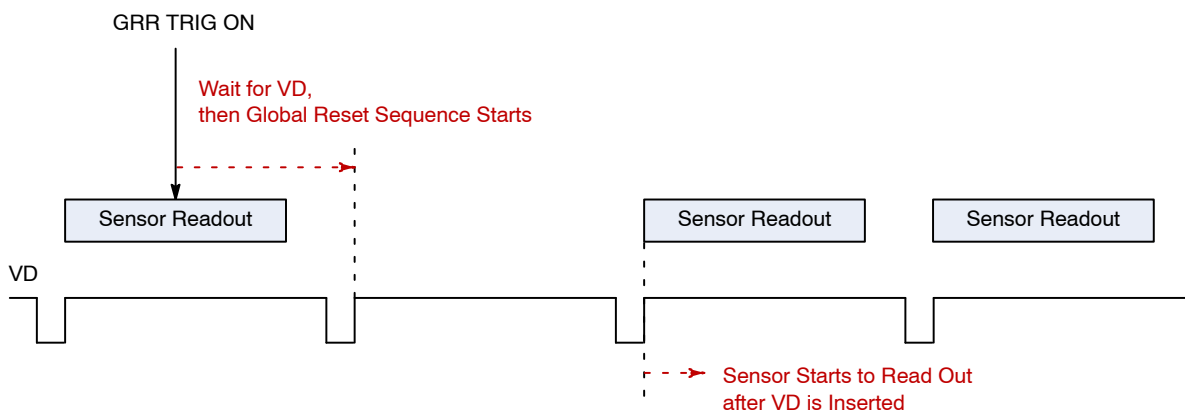 GRR TRIG ON
Wait for VD,
then Global Reset Sequence Starts
Sensor Readout
Sensor Readout
Sensor Readout
VD
Sensor Starts to Read Out
after VD is Inserted